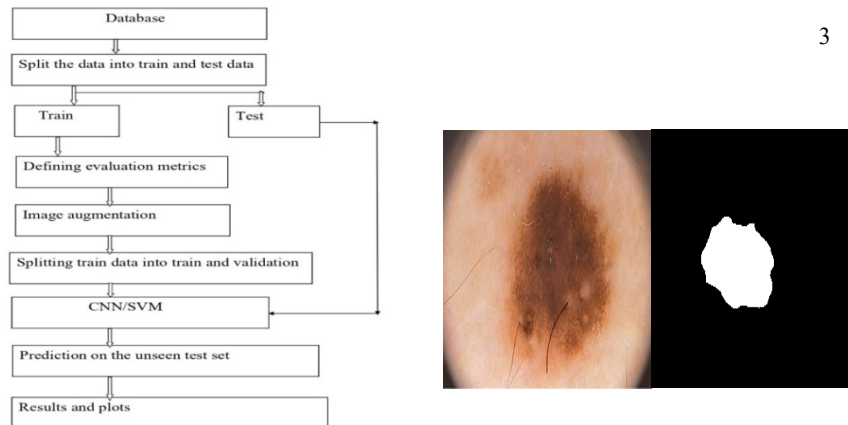 Database
3
Split the data into train and test data
Train
Test
Defining evaluation metrics
Image augmentation
Splitting train data into train and validation
CNN/SVM
Prediction on the unseen test set
Results and plots